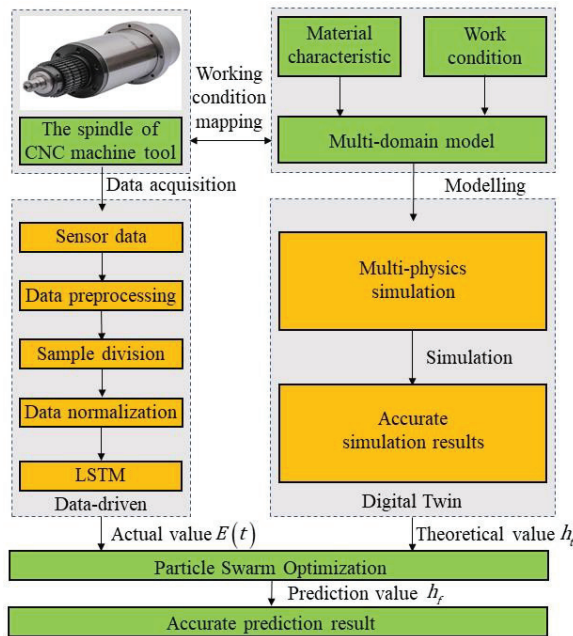 Material
characteristic
Work
condition
Working
condition
mapping
The spindle of
CNC machine tool
Multi-domain model
Data acquisition
Modelling
Sensor data
Data preprocessing
Sample division
Data normalization
LSTM
Data-driven
Multi-physics
simulation
Simulation
Accurate
simulation results
Digital Twin
Actual value E(t)
Theoretical value h_t
Particle Swarm Optimization
Prediction value h_f
Accurate prediction result